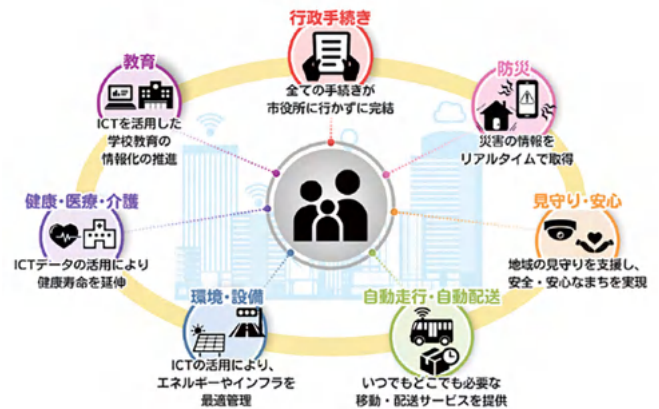 行政手続き
全ての手続きが
市役所に行かずに完結
防災
災害の情報を
リアルタイムで取得
見守り・安心
地域の見守りを支援し、
安全・安心なまちを実現
自動走行・自動配送
いつでもどこでも必要な
移動・配送サービスを提供
環境・設備
ICTの活用により、
エネルギーやインフラを
最適管理
健康・医療・介護
ICTデータの活用により
健康寿命を延伸
教育
ICTを活用した
学校教育の
情報化の推進